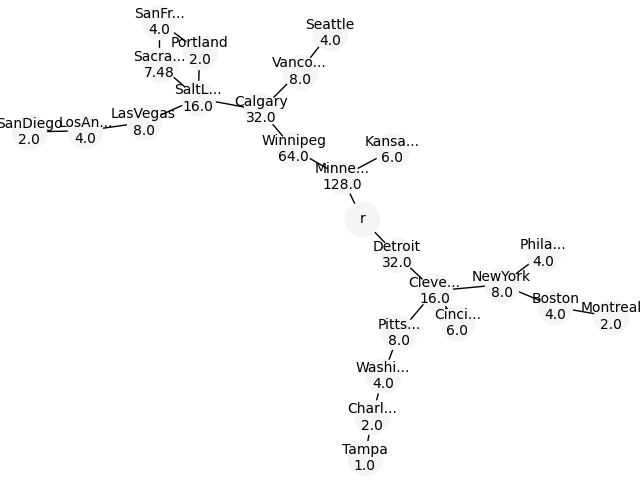 SanFr...
4.0
Seattle
4.0
Portland
2.0
Sacra...
7.48
Vanco...
8.0
SaltL...
16.0
Calgary
32.0
SanDiego
2.0
LosAn...
4.0
LasVegas
8.0
Winnipeg
64.0
Kansa...
6.0
Minne...
128.0
r
Detroit
32.0
Phila...
4.0
Cleve...
16.0
NewYork
8.0
Boston
4.0
Montreal
2.0
Pitts...
8.0
Cinci...
6.0
Washi...
4.0
Charl...
2.0
Tampa
1.0